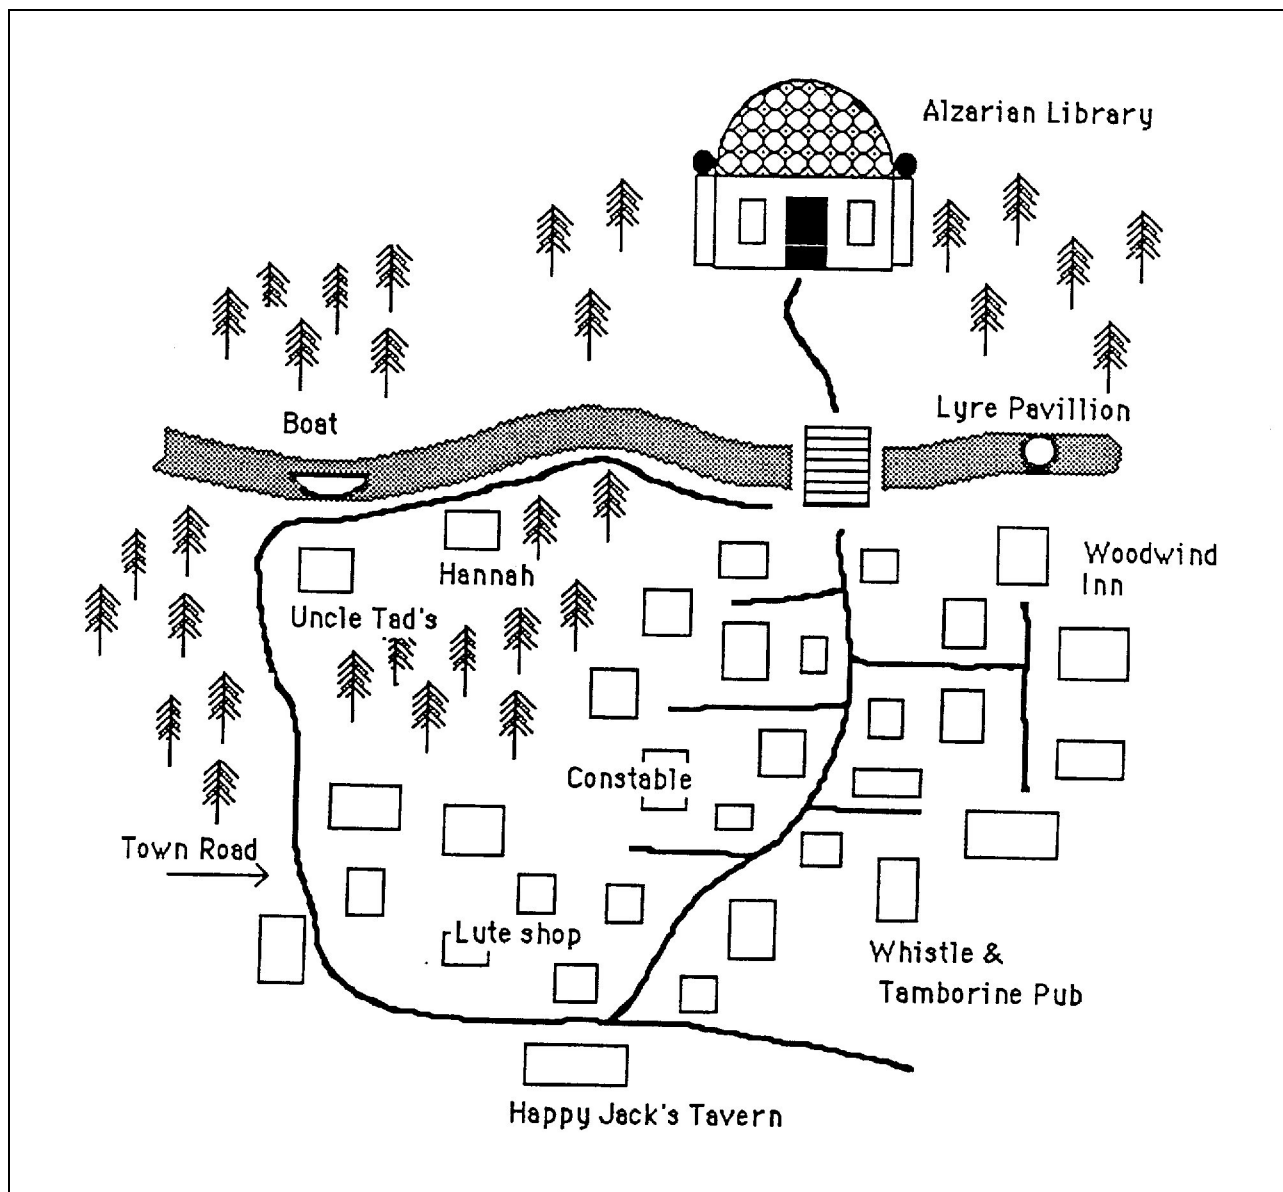 Alzarian Library
Lyre Pavillion
Boat
Woodwind
Inn
Hannah
Uncle Tad's
Constable
Town Road
Lute shop
Whistle &
Tamborine Pub
Happy Jack's Tavern